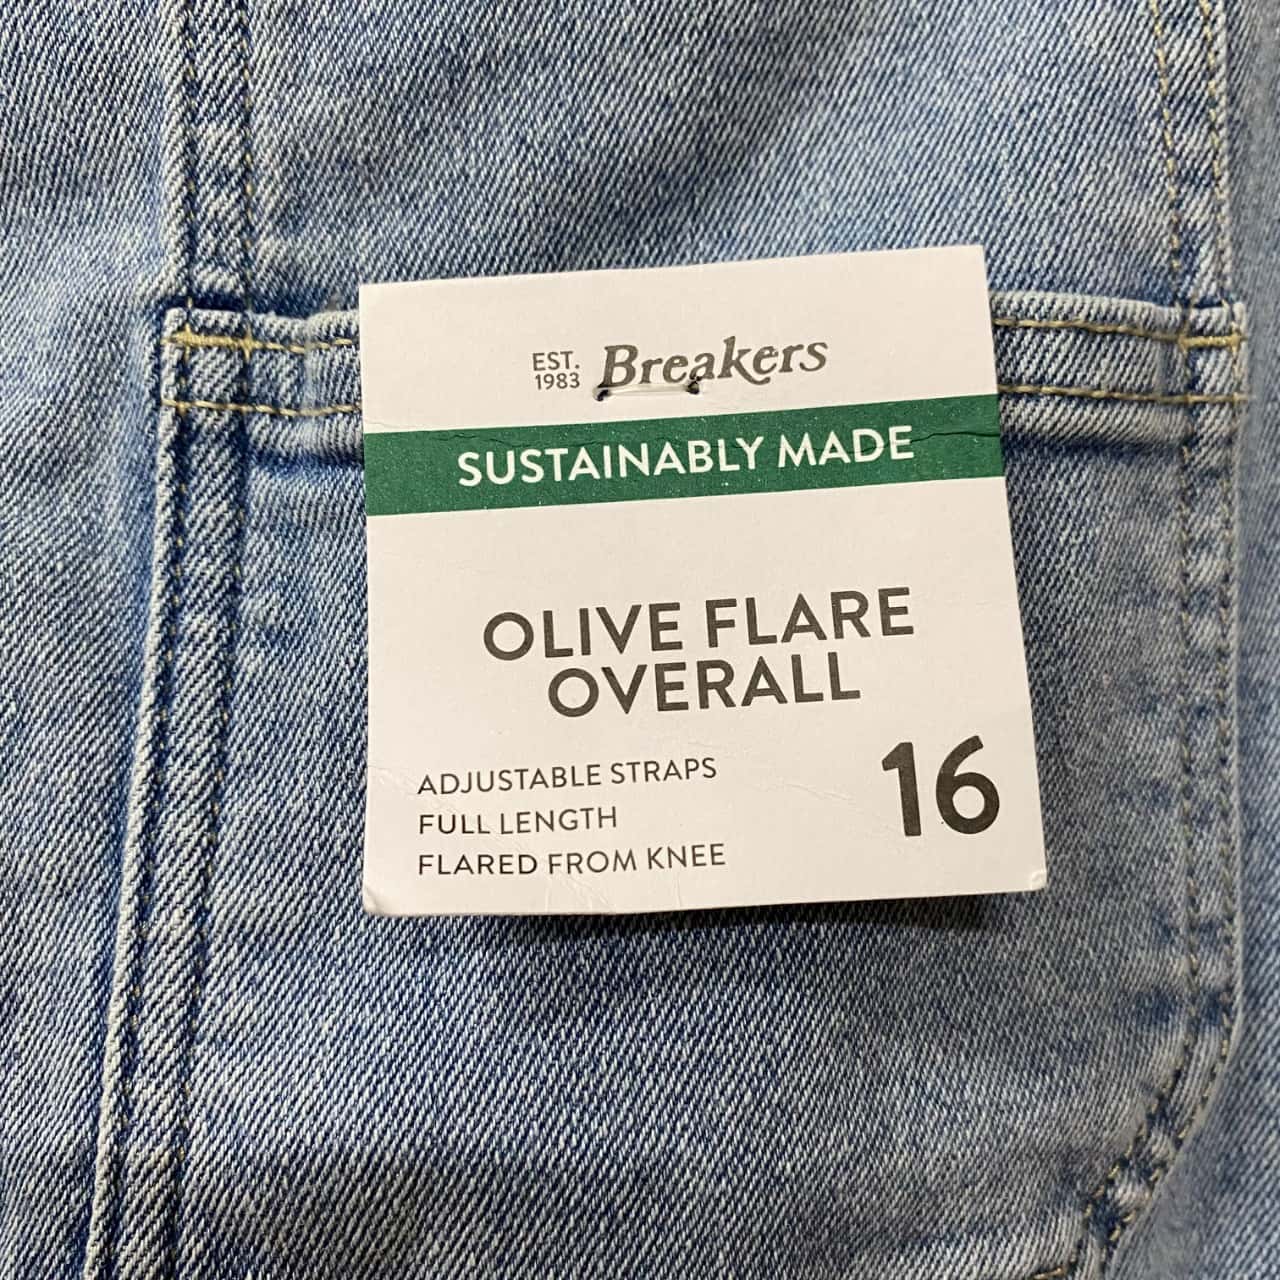 EST.
1983
Breakers
SUSTAINABLY MADE
OLIVE FLARE
OVERALL
ADJUSTABLE STRAPS
FULL LENGTH
FLARED FROM KNEE
16